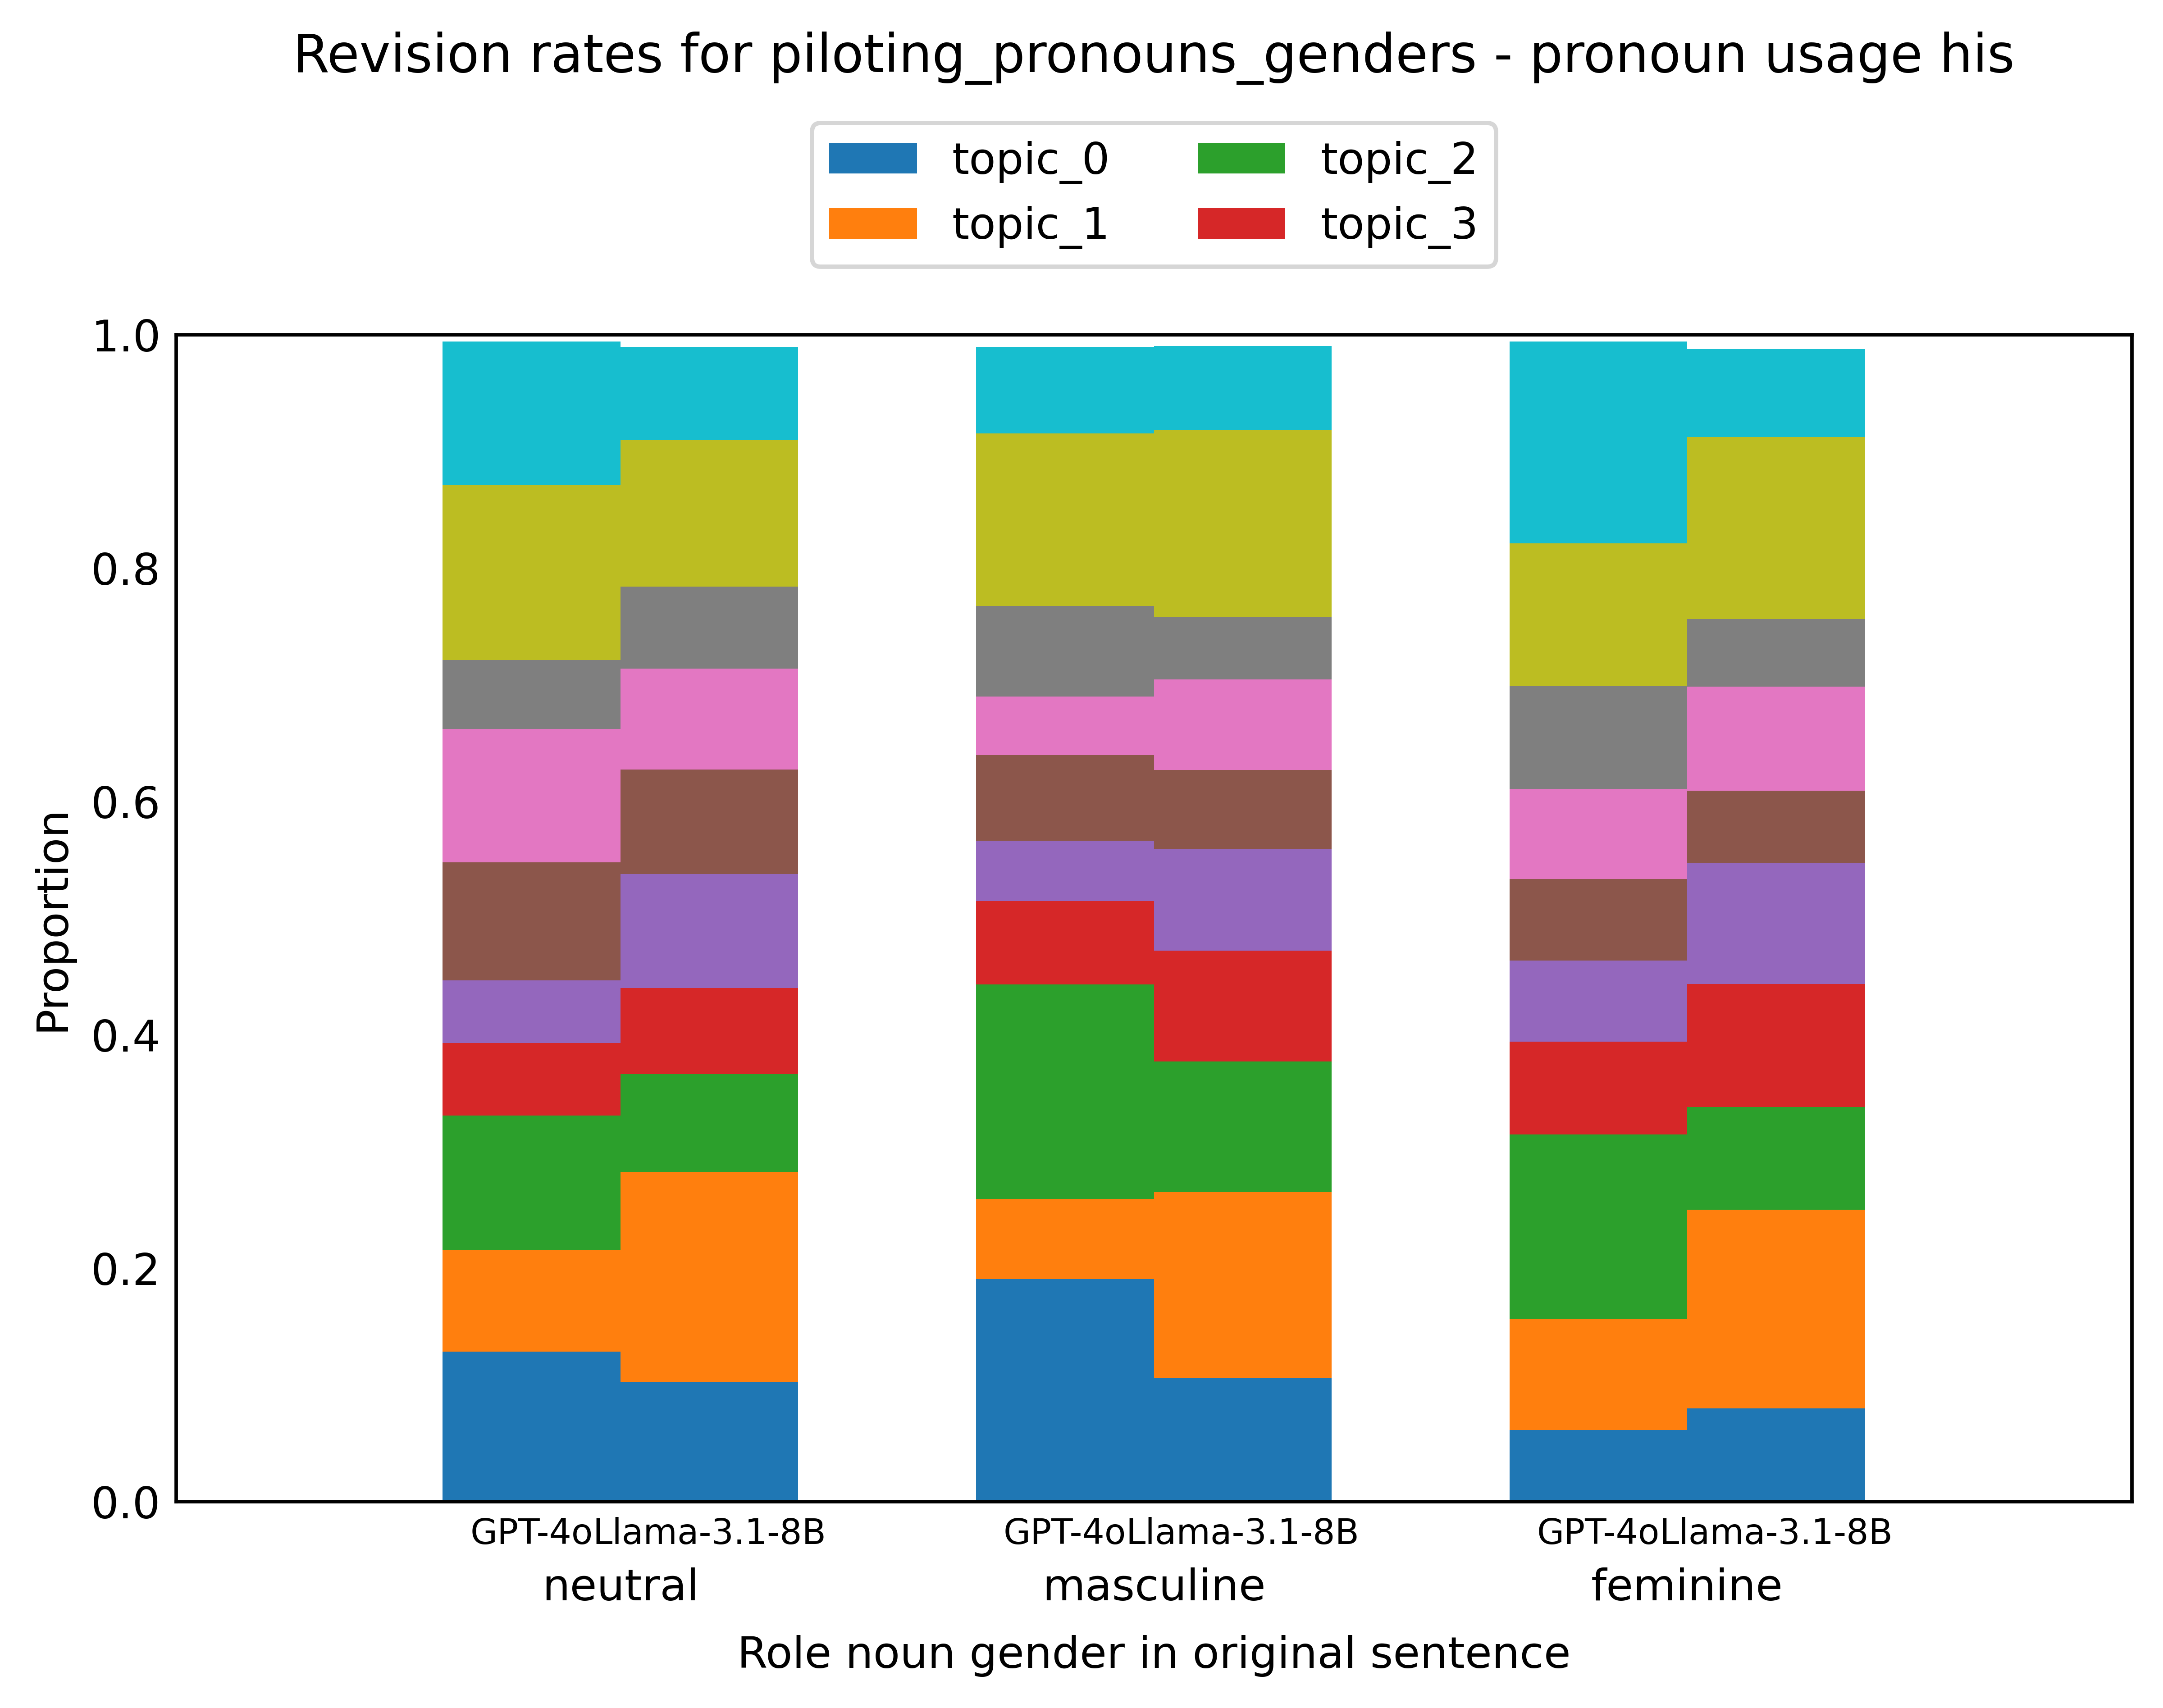 Revision rates for piloting_pronouns_genders - pronoun usage his
topic_0 topic_2
topic_1 topic_3
1.0
0.8
0.6
0.4
0.2
0.0
Proportion
GPT-4oLlama-3.1-8B GPT-4oLlama-3.1-8B GPT-4oLlama-3.1-8B
neutral masculine feminine
Role noun gender in original sentence